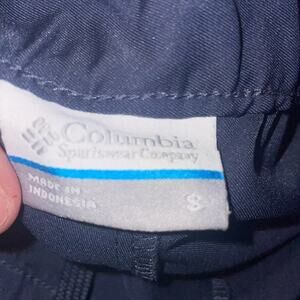 Columbia
Sportswear Company
MADE IN
INDONESIA
S